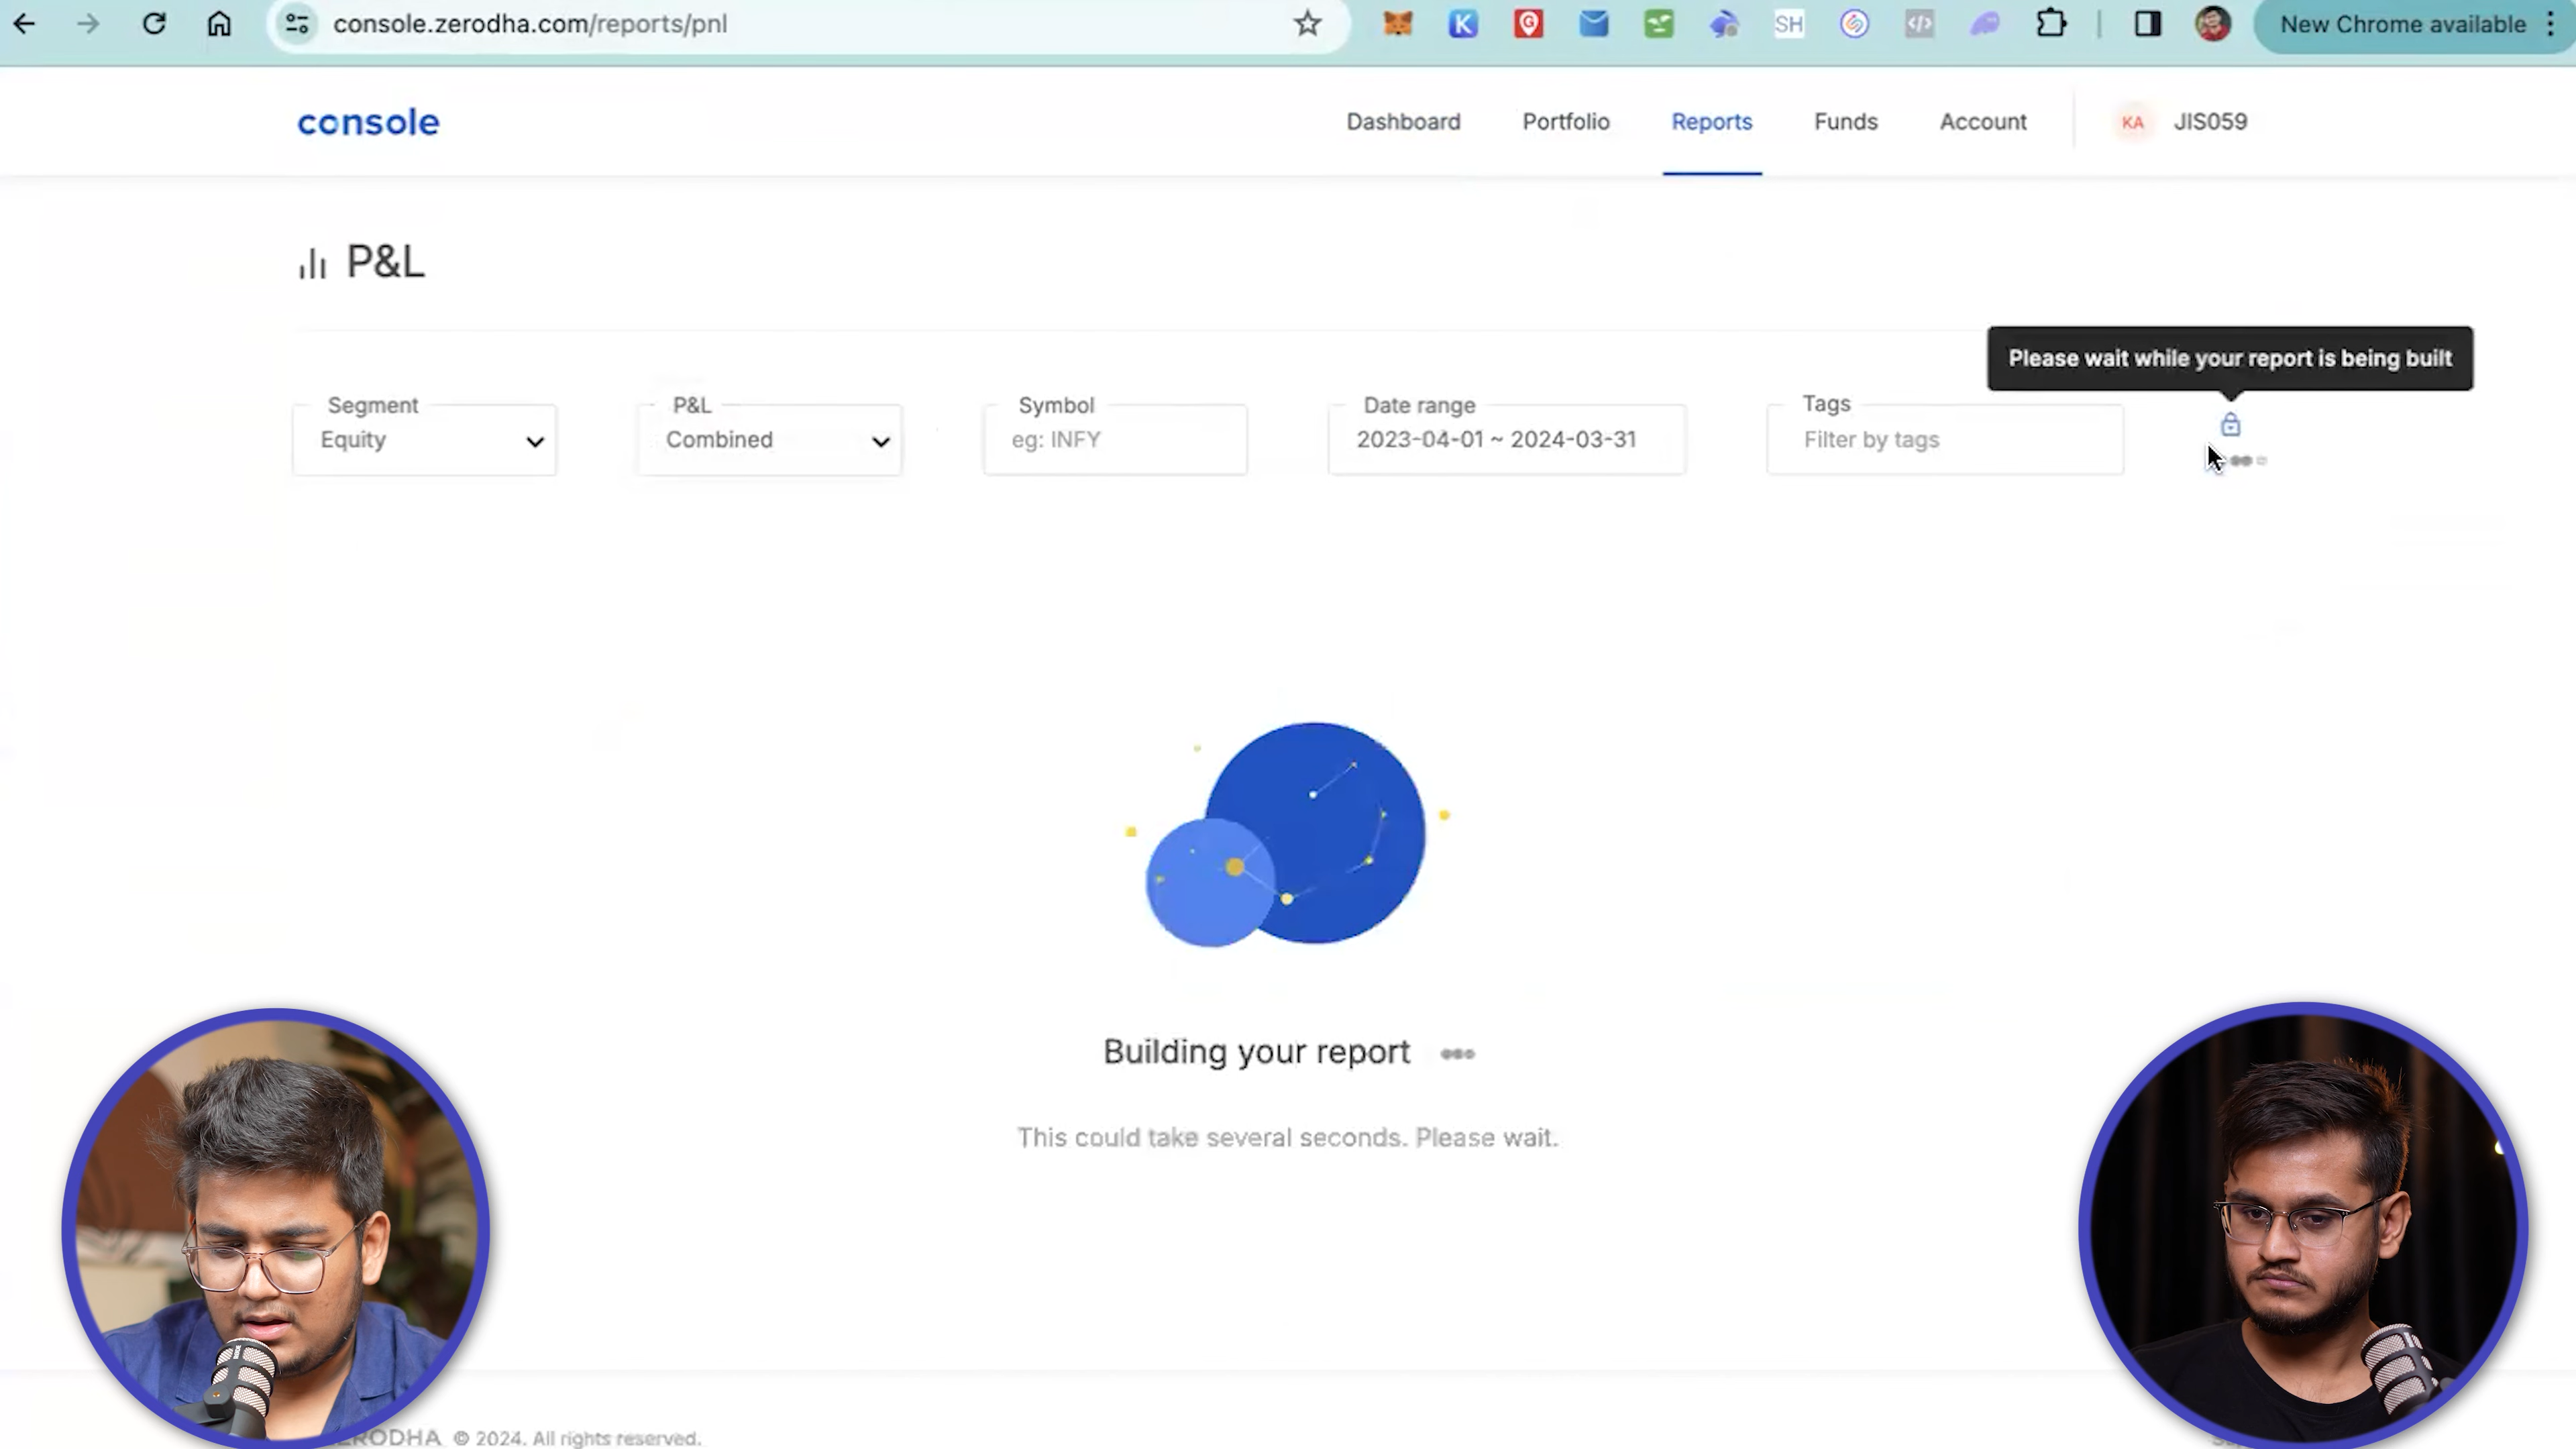 console.zerodha.com/reports/pnl
SH
New Chrome available
console
Dashboard
Portfolio
Reports
Funds
Account
KA
JIS059
P&L
Please wait while your report is being built
Segment
Equity
P&L
Combined
Symbol
eg: INFY
Date range
2023-04-01 ~ 2024-03-31
Tags
Filter by tags
Building your report
This could take several seconds. Please wait.
ERODHA © 2024. All rights reserved.